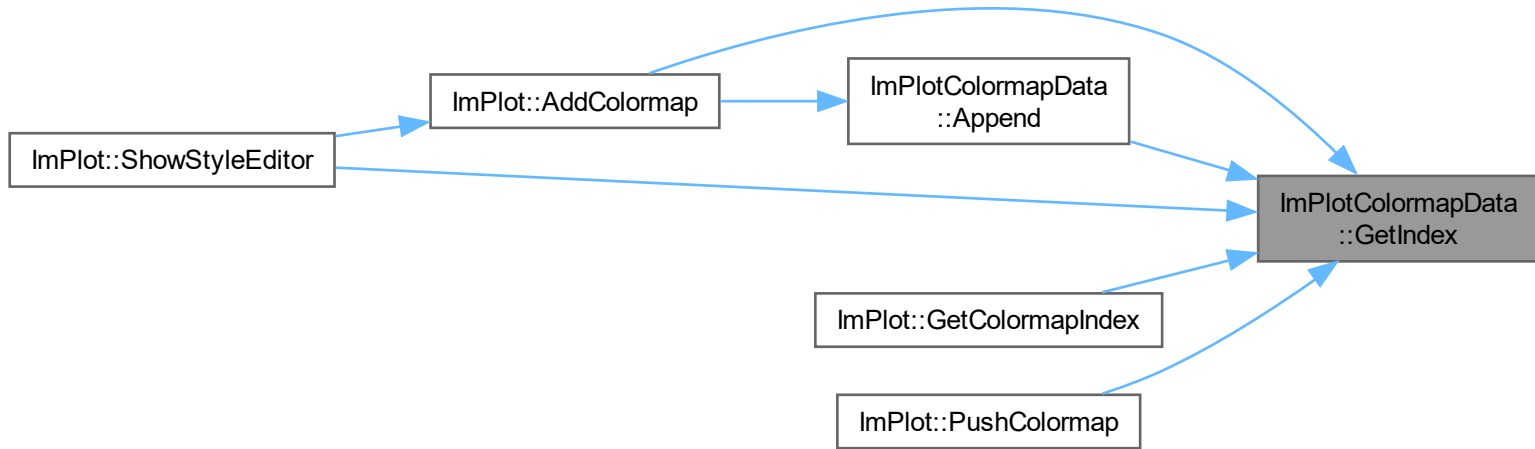 ImPlot::ShowStyleEditor
ImPlot::AddColormap
ImPlotColormapData
::Append
ImPlotColormapData
::GetIndex
ImPlot::GetColormapIndex
ImPlot::PushColormap